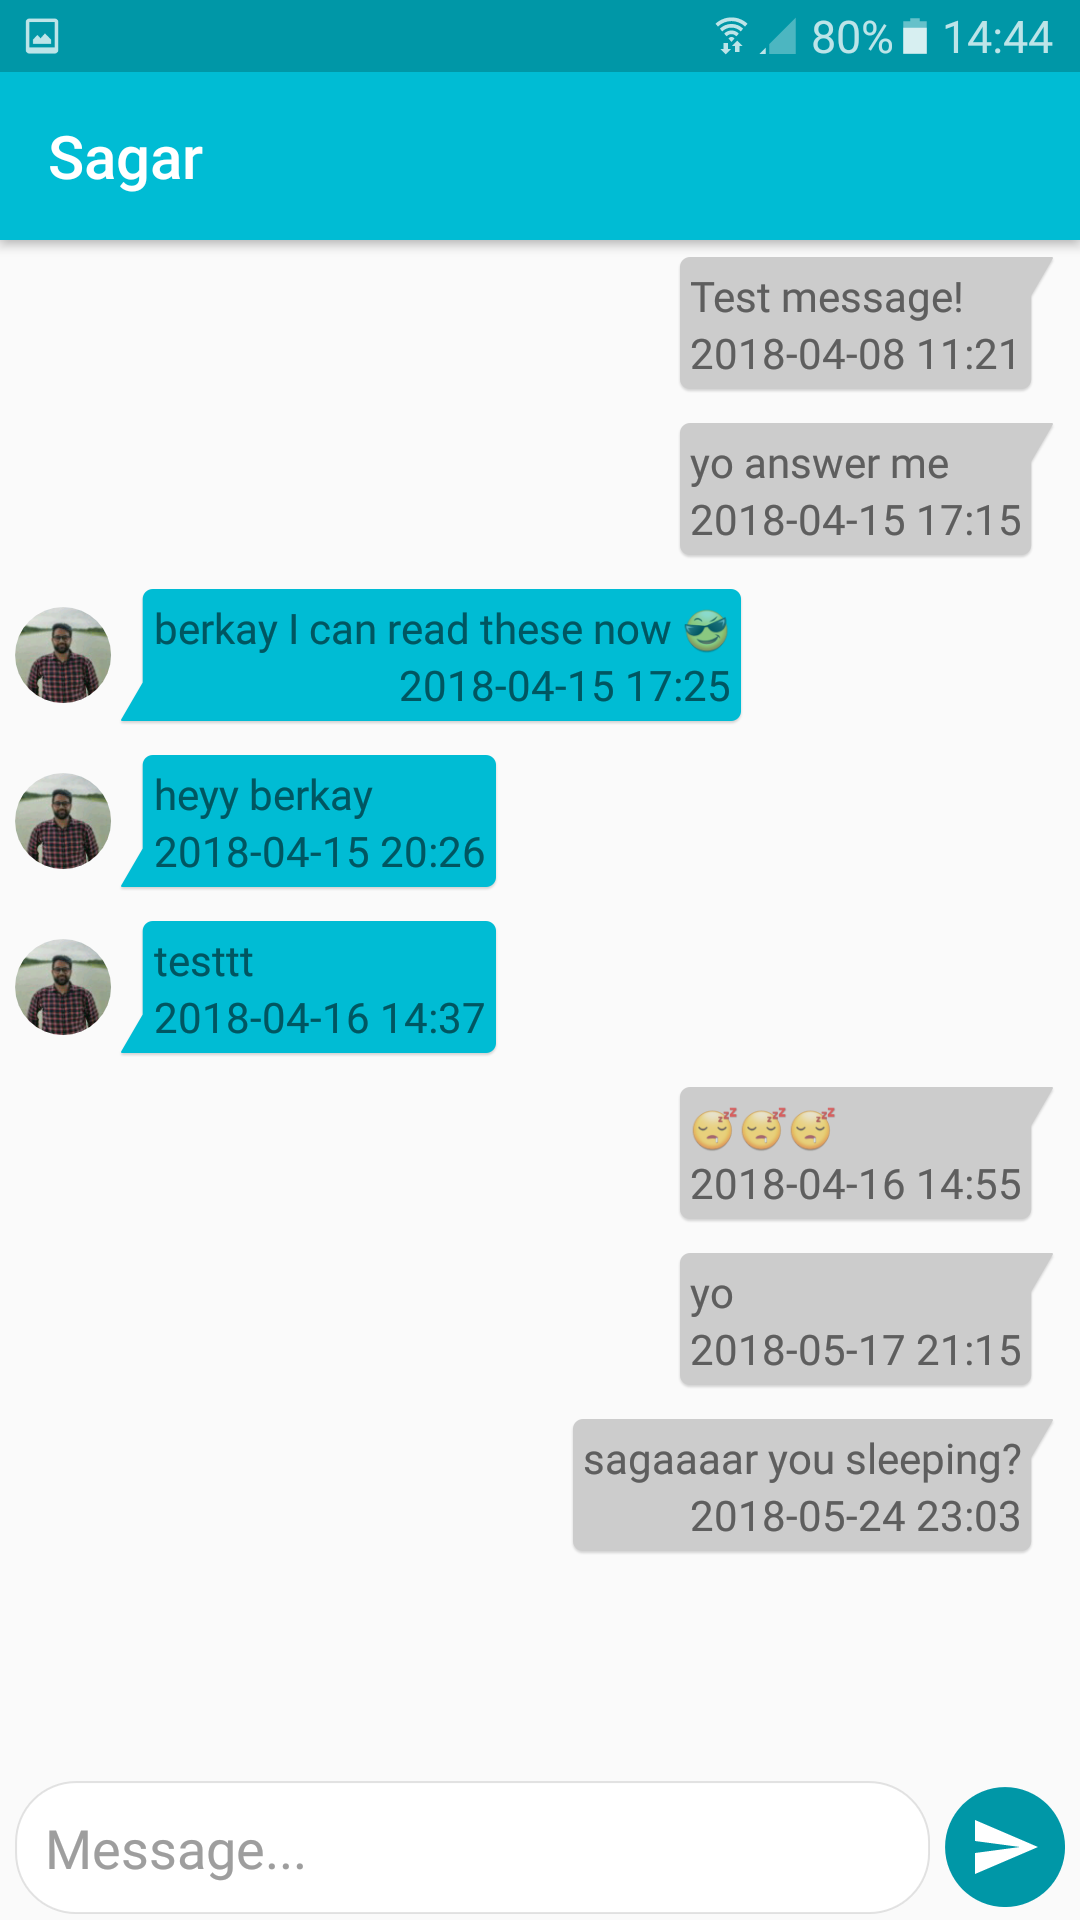 80% 14:44
Sagar
Test message!
2018-04-08 11:21
yo answer me
2018-04-15 17:15
berkay I can read these now 😎
2018-04-15 17:25
heyy berkay
2018-04-15 20:26
testtt
2018-04-16 14:37
😴😴😴
2018-04-16 14:55
yo
2018-05-17 21:15
sagaaaar you sleeping?
2018-05-24 23:03
Message...